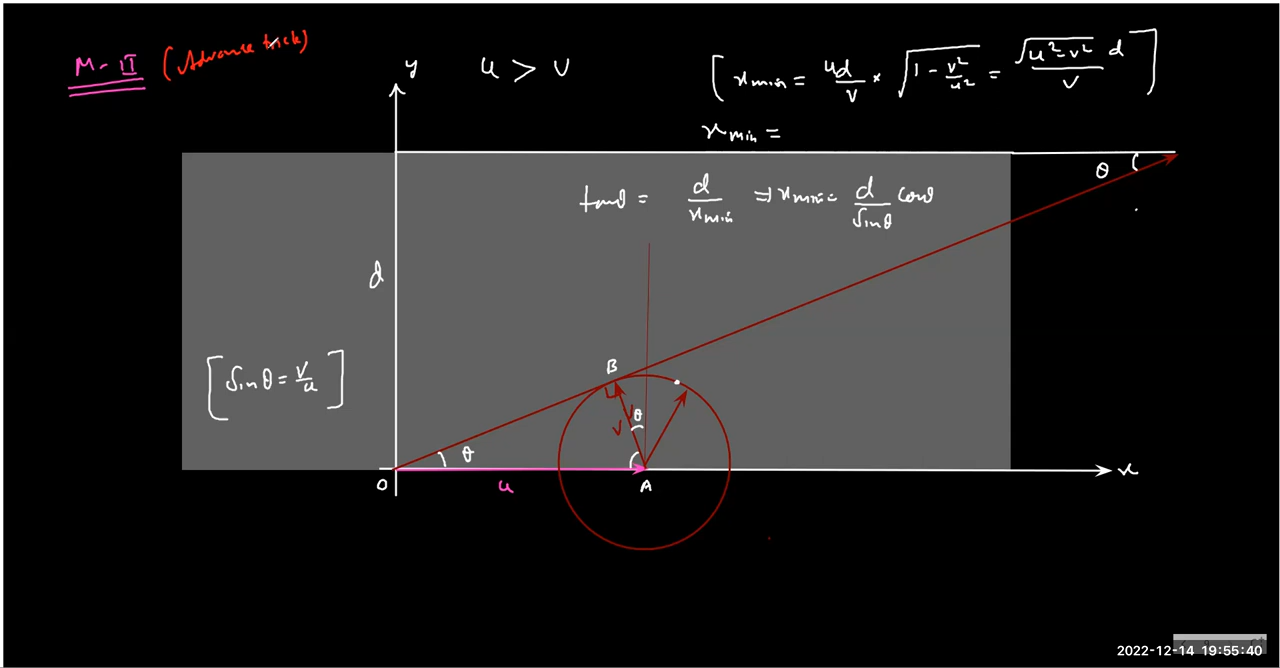 M-II (Advance trick)
y
u > v
[x_min = ud/v * √(1 - v²/u²) = √(u²-v²)/v d]
x_min =
θ
tanθ = d/x_min ⇒ x_min = d/sinθ cosθ
d
[sinθ = v/u]
B
θ
v
θ
O
u
A
x
2022-12-14 19:55:40